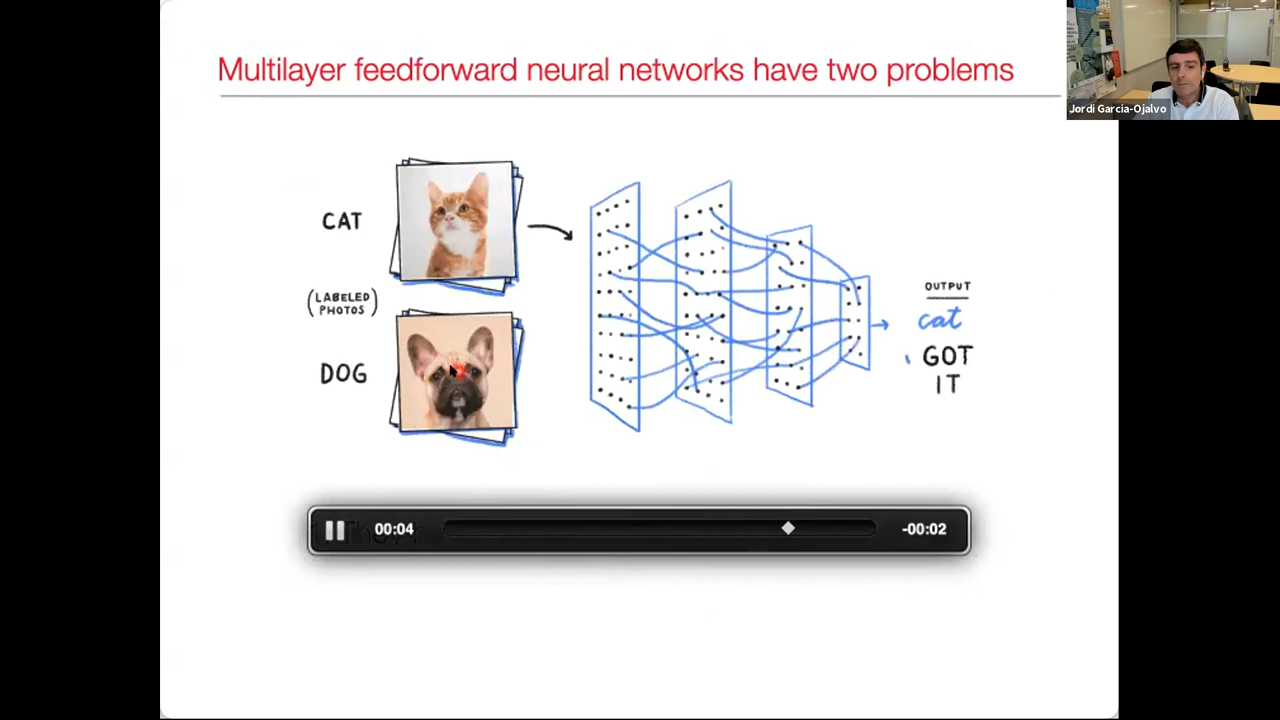 Multilayer feedforward neural networks have two problems
Jordi Garcia-Ojalvo
CAT
(LABELED
PHOTOS)
DOG
OUTPUT
cat
GOT
IT
00:04
-00:02